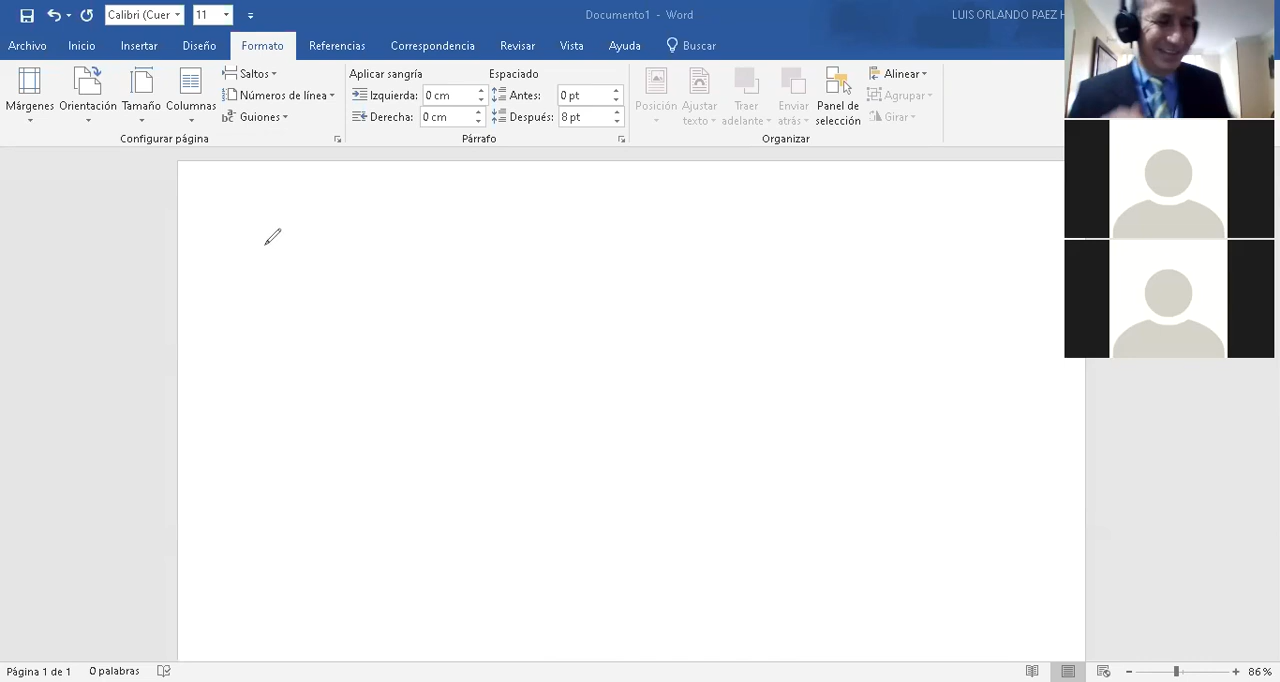 Calibri (Cuer 11 Documento1 - Word LUIS ORLANDO PAEZ H
Archivo Inicio Insertar Diseño Formato Referencias Correspondencia Revisar Vista Ayuda Buscar
Saltos Aplicar sangría Espaciado Alinear
Números de línea Izquierda: 0 cm Antes: 0 pt Agrupar
Márgenes Orientación Tamaño Columnas Posición Ajustar texto Traer adelante Enviar atrás Panel de selección
Guiones Derecha: 0 cm Después: 8 pt Girar
Configurar página Párrafo Organizar
Página 1 de 1 0 palabras 86%